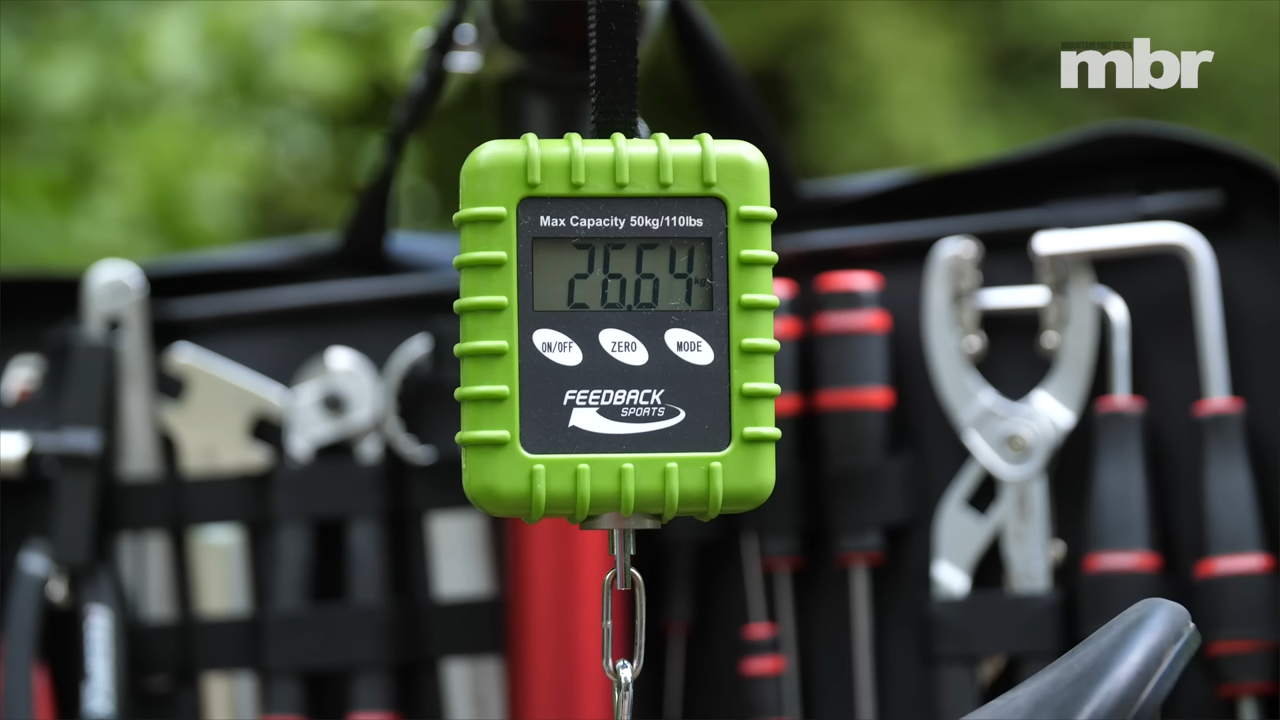 mbr
Max Capacity 50kg/110lbs
26.64
ON/OFF ZERO MODE
FEEDBACK
SPORTS